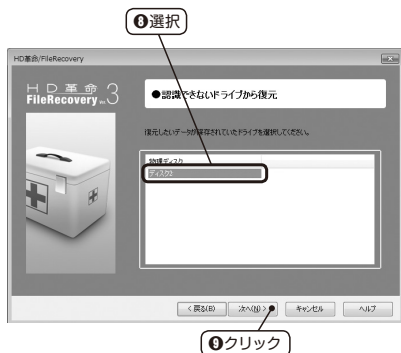 ❽選択
HD革命/FileRecovery
HD革命
FileRecovery Ver.3
●認識できないドライブから復元
復元したいデータが保存されていたドライブを選択してください。
物理ディスク
ディスク2
< 戻る(B)
次へ(N) >
キャンセル
ヘルプ
❾クリック